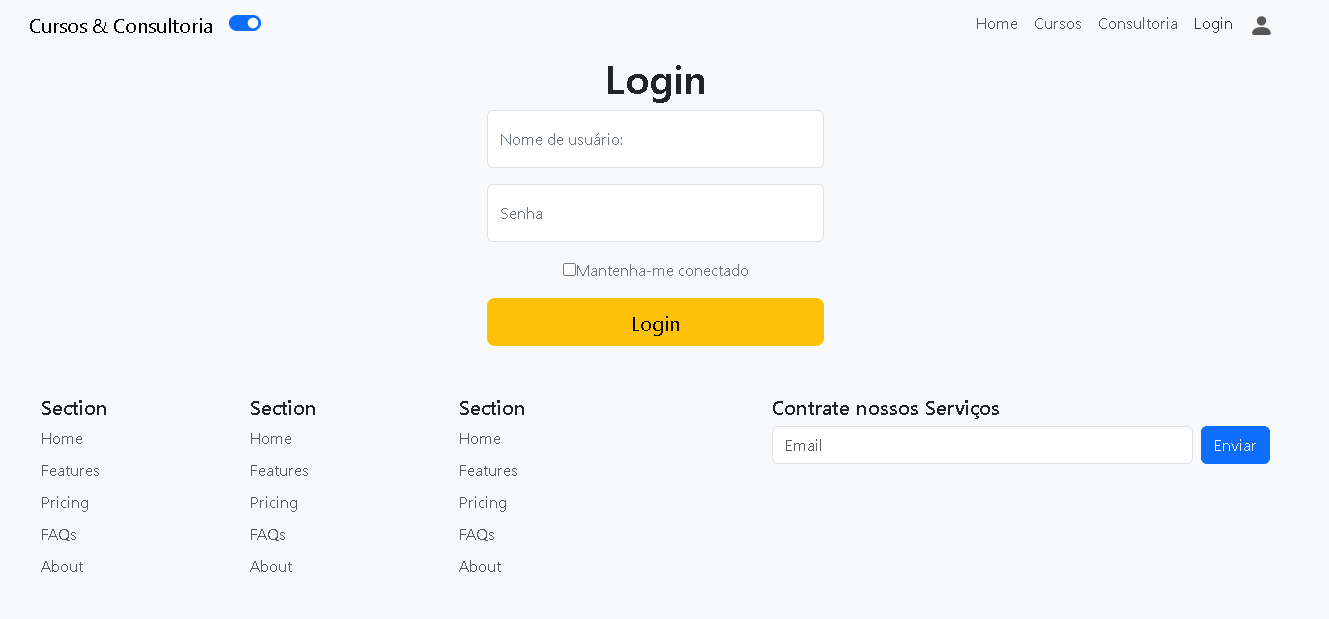 Cursos & Consultoria
Home Cursos Consultoria Login
Login
Nome de usuário:
Senha
Mantenha-me conectado
Login
Section
Home
Features
Pricing
FAQs
About
Section
Home
Features
Pricing
FAQs
About
Section
Home
Features
Pricing
FAQs
About
Contrate nossos Serviços
Email Enviar